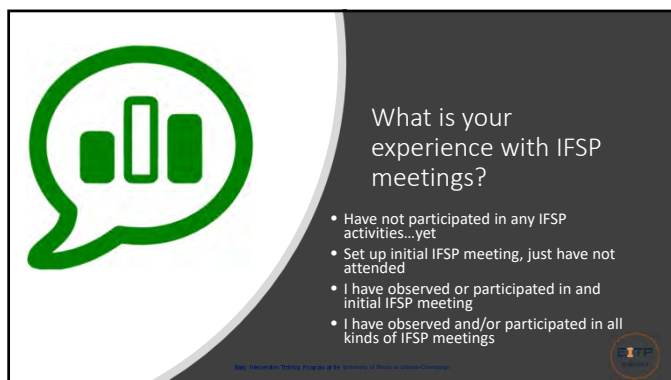 What is your
experience with IFSP
meetings?
• Have not participated in any IFSP
activities...yet
• Set up initial IFSP meeting, just have not
attended
• I have observed or participated in and
initial IFSP meeting
• I have observed and/or participated in all
kinds of IFSP meetings
Early Intervention Training Program at the University of Illinois at Urbana-Champaign
EITP